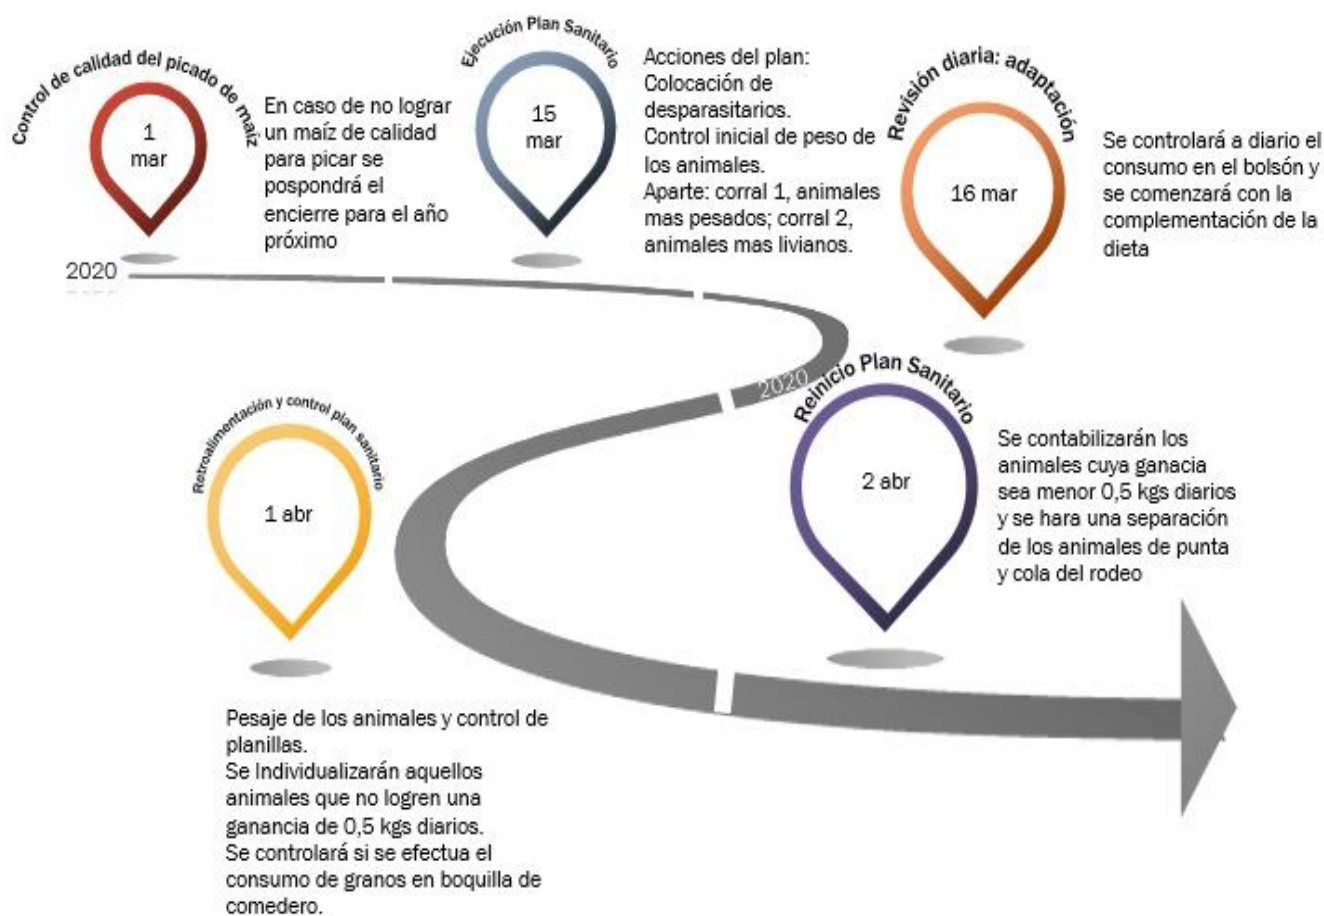 Control de calidad del picado de maíz
1
mar
En caso de no lograr
un maíz de calidad
para picar se
pospondrá el
encierre para el año
próximo
Ejecución Plan Sanitario
15
mar
Acciones del plan:
Colocación de
desparasitarios.
Control inicial de peso de
los animales.
Aparte: corral 1, animales
mas pesados; corral 2,
animales mas livianos.
Revisión diaria: adaptación
16 mar
Se controlará a diario el
consumo en el bolsón y
se comenzará con la
complementación de la
dieta
2020
2020
Retroalimentación y control plan sanitario
1 abr
Pesaje de los animales y control de
planillas.
Se Individualizarán aquellos
animales que no logren una
ganancia de 0,5 kgs diarios.
Se controlará si se efectua el
consumo de granos en boquilla de
comedero.
Reinicio Plan Sanitario
2 abr
Se contabilizarán los
animales cuya ganacia
sea menor 0,5 kgs diarios
y se hara una separación
de los animales de punta
y cola del rodeo